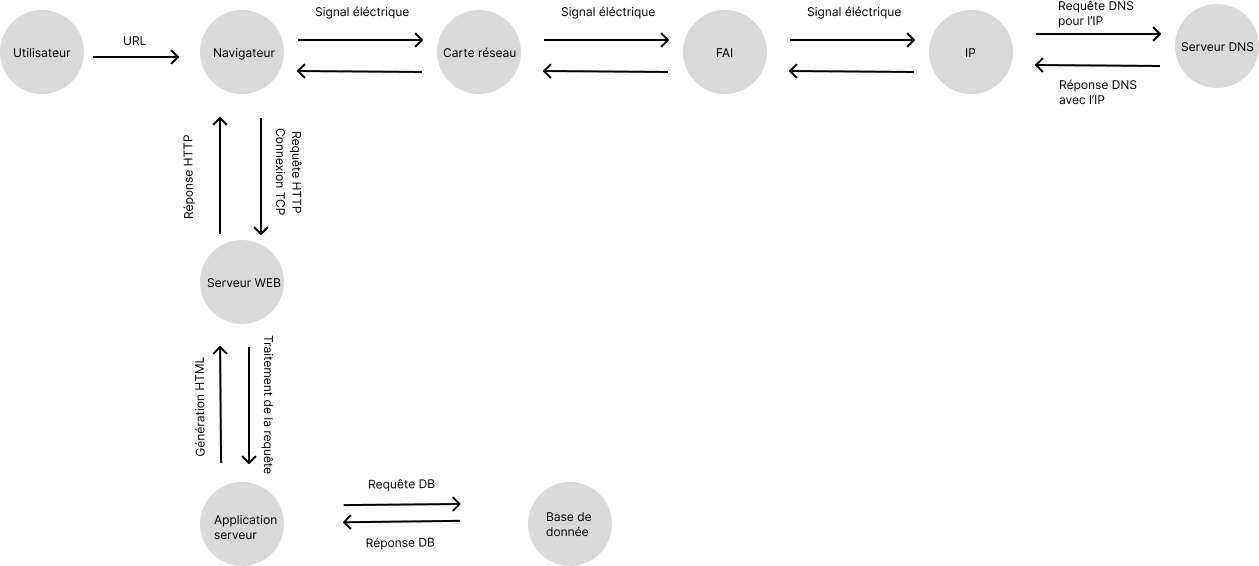 Utilisateur
URL
Navigateur
Signal éléctrique
Carte réseau
Signal éléctrique
FAI
Signal éléctrique
IP
Requête DNS
pour l'IP
Réponse DNS
avec l'IP
Serveur DNS
Réponse HTTP
Requête HTTP
Connexion TCP
Serveur WEB
Génération HTML
Traitement de la requête
Application
serveur
Requête DB
Réponse DB
Base de
donnée